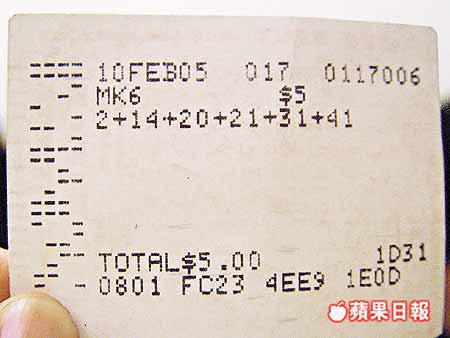 10FEB05 017 0117006
MK6 $5
2+14+20+21+31+41
TOTAL$5.00 1D31
0801 FC23 4EE9 1E0D
蘋果日報